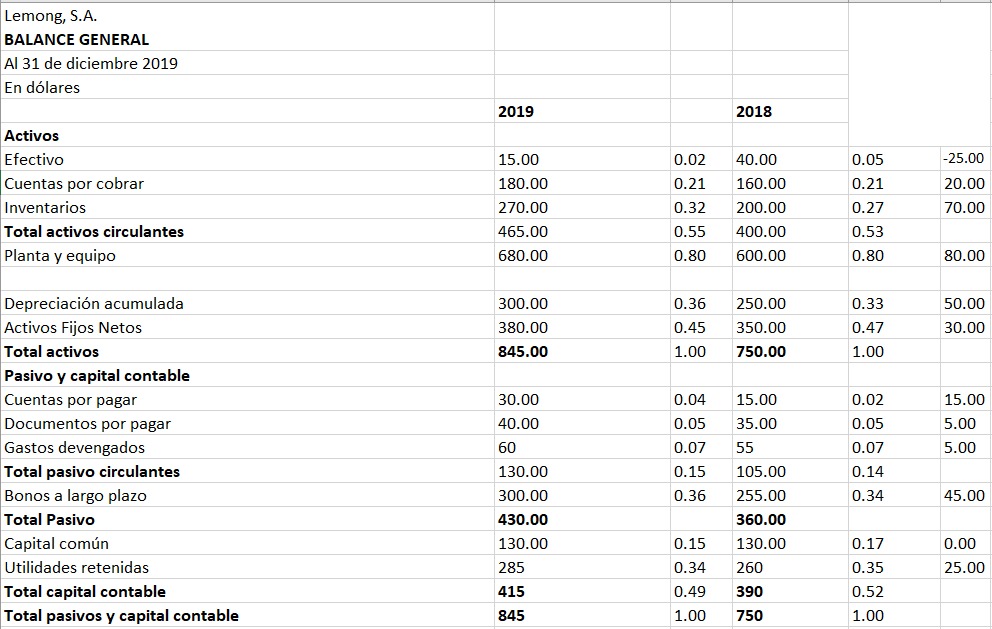 Lemong, S.A.
BALANCE GENERAL
Al 31 de diciembre 2019
En dólares
2019 2018
Activos
Efectivo 15.00 0.02 40.00 0.05 -25.00
Cuentas por cobrar 180.00 0.21 160.00 0.21 20.00
Inventarios 270.00 0.32 200.00 0.27 70.00
Total activos circulantes 465.00 0.55 400.00 0.53
Planta y equipo 680.00 0.80 600.00 0.80 80.00
Depreciación acumulada 300.00 0.36 250.00 0.33 50.00
Activos Fijos Netos 380.00 0.45 350.00 0.47 30.00
Total activos 845.00 1.00 750.00 1.00
Pasivo y capital contable
Cuentas por pagar 30.00 0.04 15.00 0.02 15.00
Documentos por pagar 40.00 0.05 35.00 0.05 5.00
Gastos devengados 60 0.07 55 0.07 5.00
Total pasivo circulantes 130.00 0.15 105.00 0.14
Bonos a largo plazo 300.00 0.36 255.00 0.34 45.00
Total Pasivo 430.00 360.00
Capital común 130.00 0.15 130.00 0.17 0.00
Utilidades retenidas 285 0.34 260 0.35 25.00
Total capital contable 415 0.49 390 0.52
Total pasivos y capital contable 845 1.00 750 1.00